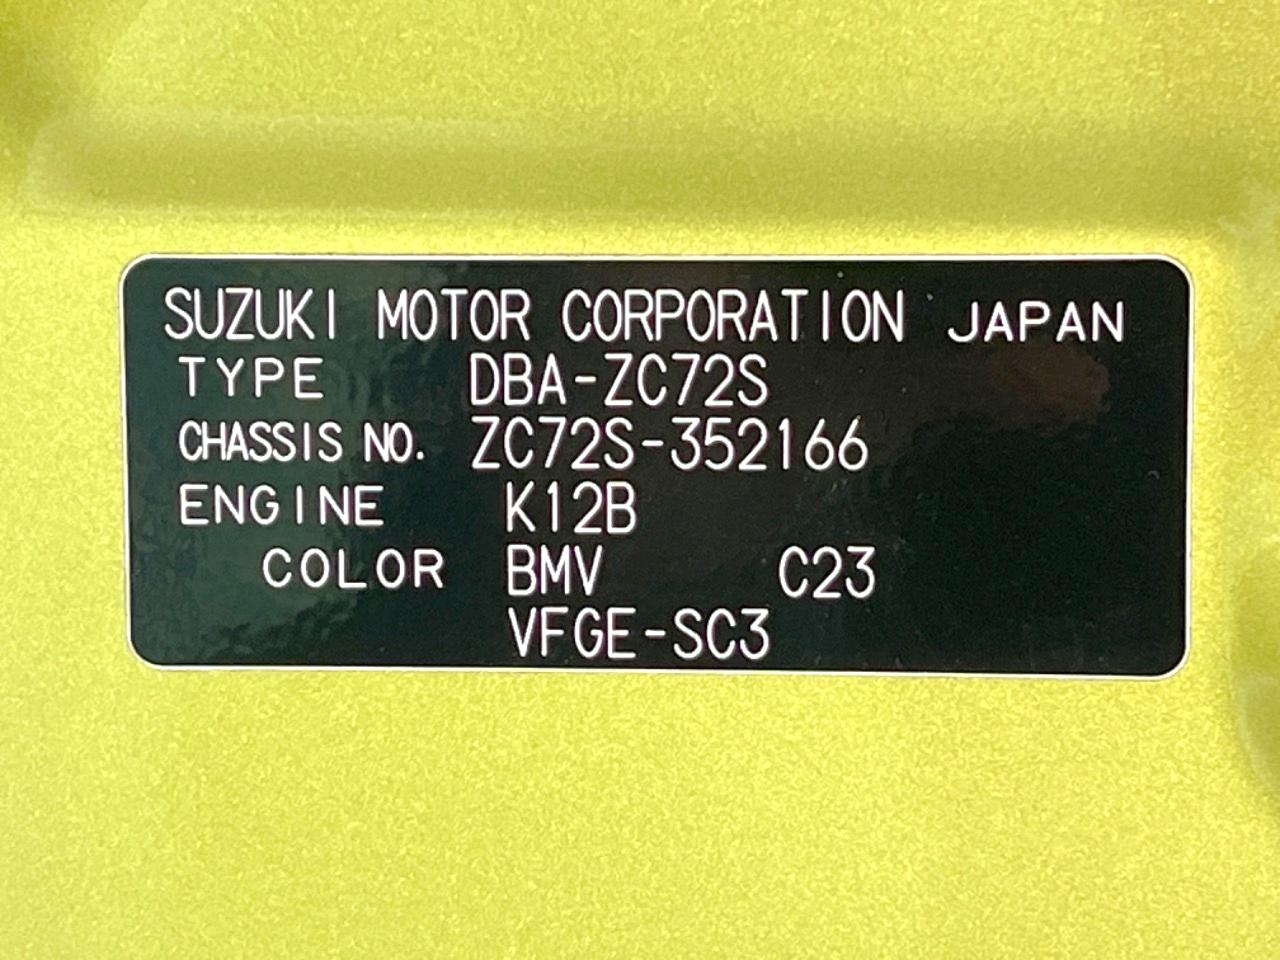 SUZUKI MOTOR CORPORATION JAPAN
TYPE DBA-ZC72S
CHASSIS NO. ZC72S-352166
ENGINE K12B
COLOR BMV C23
VFGE-SC3